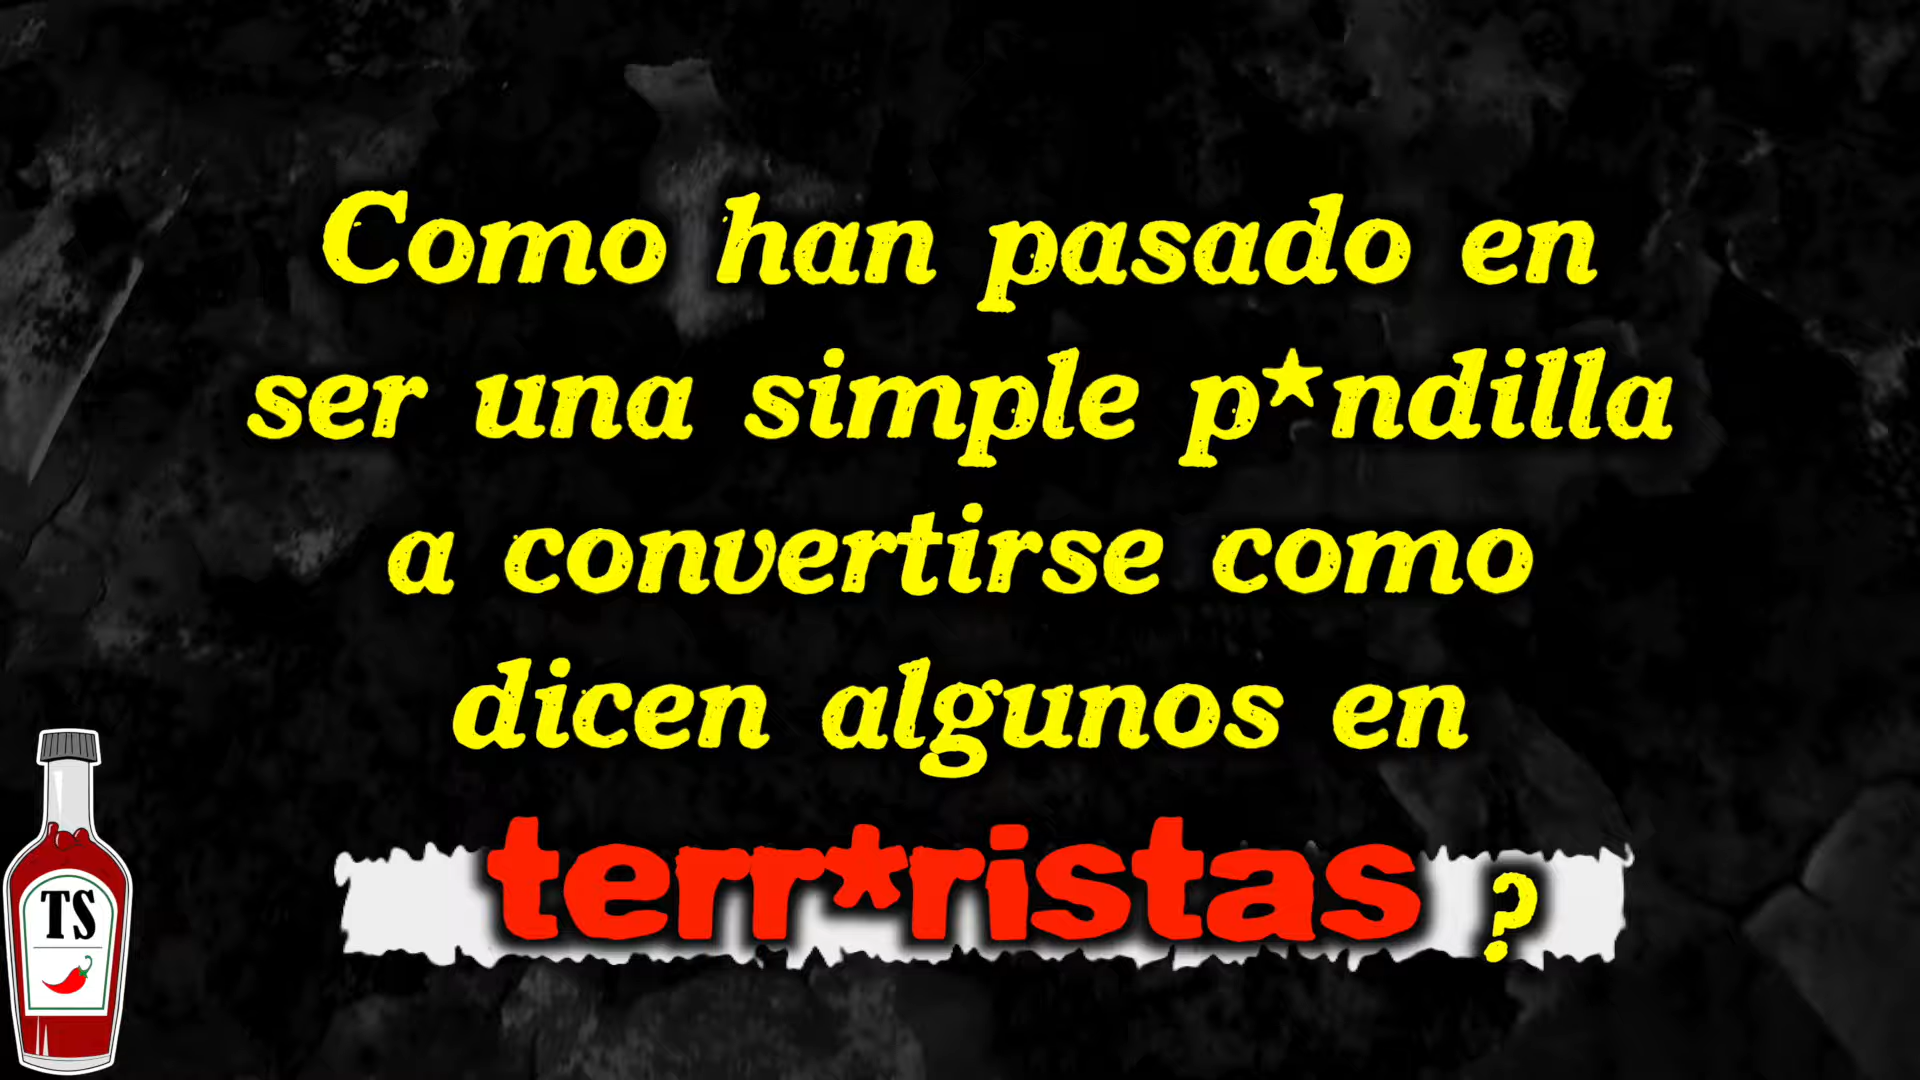 Como han pasado en
ser una simple p*ndilla
a convertirse como
dicen algunos en
terr*ristas ?
TS